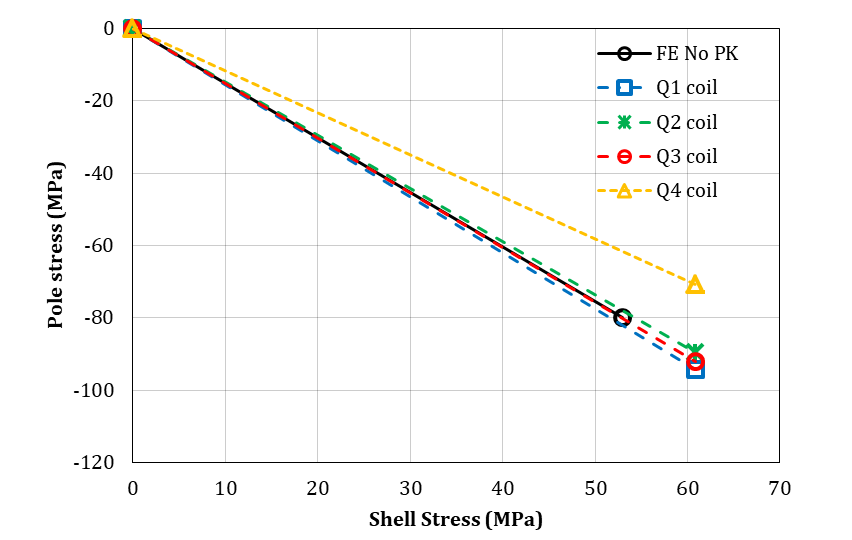 0
-20
-40
-60
-80
-100
-120
Pole stress (MPa)
FE No PK
Q1 coil
Q2 coil
Q3 coil
Q4 coil
0 10 20 30 40 50 60 70
Shell Stress (MPa)